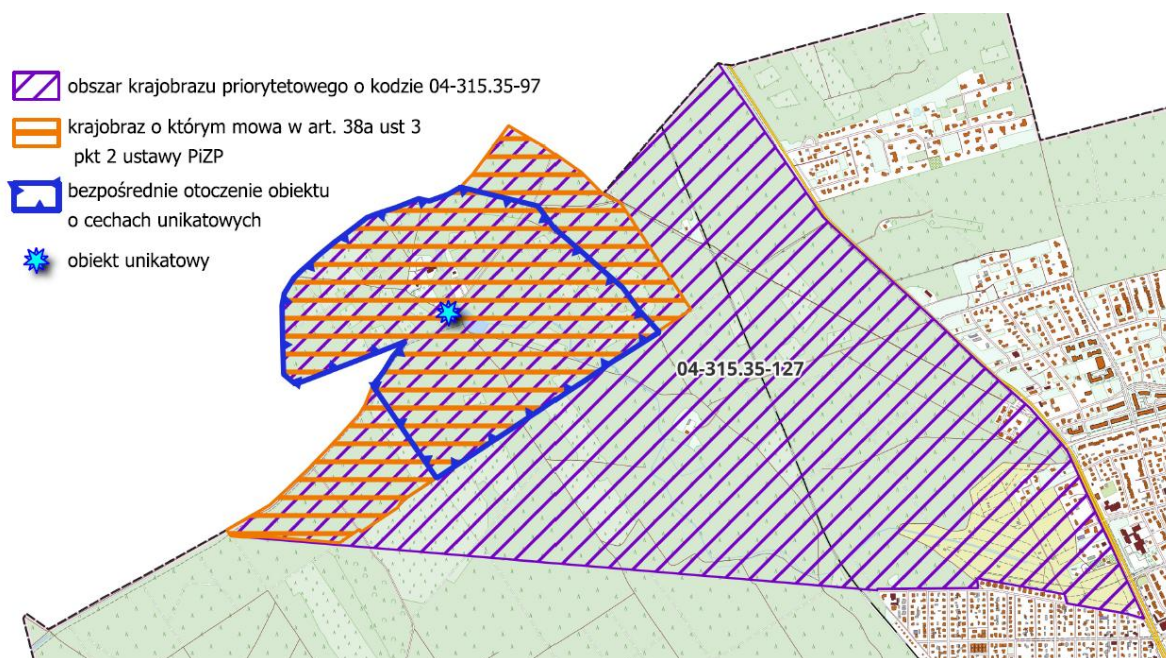 obszar krajobrazu priorytetowego o kodzie 04-315.35-97
krajobraz o którym mowa w art. 38a ust 3
pkt 2 ustawy PiZP
bezpośrednie otoczenie obiektu
o cechach unikatowych
obiekt unikatowy
04-315.35-127